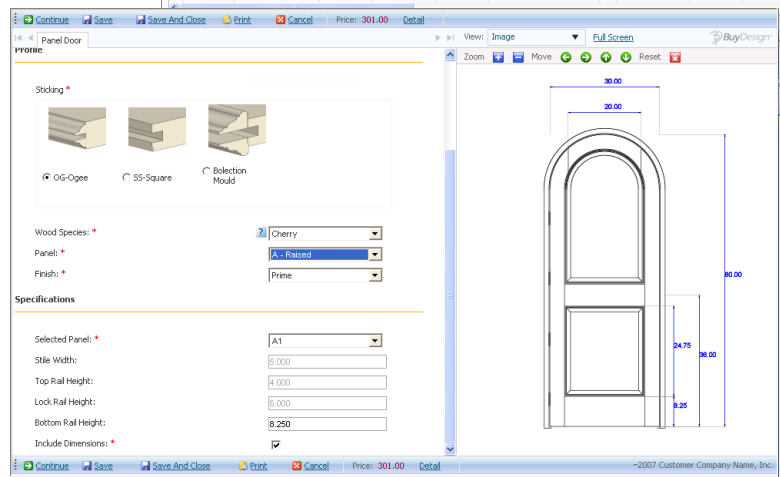 Continue Save Save And Close Print Cancel Price: 301.00 Detail
Panel Door View: Image Full Screen BuyDesign
Profile
Zoom Move Reset
Sticking *
OG-Ogee SS-Square Bolection Mould
Wood Species: * ? Cherry
Panel: * A - Raised
Finish: * Prime
Specifications
Selected Panel: * A1
Stile Width: 5.000
Top Rail Height: 4.000
Lock Rail Height: 6.000
Bottom Rail Height: 8.250
Include Dimensions: *
30.00
20.00
80.00
24.75
36.00
8.25
Continue Save Save And Close Print Cancel Price: 301.00 Detail
~2007 Customer Company Name, Inc.